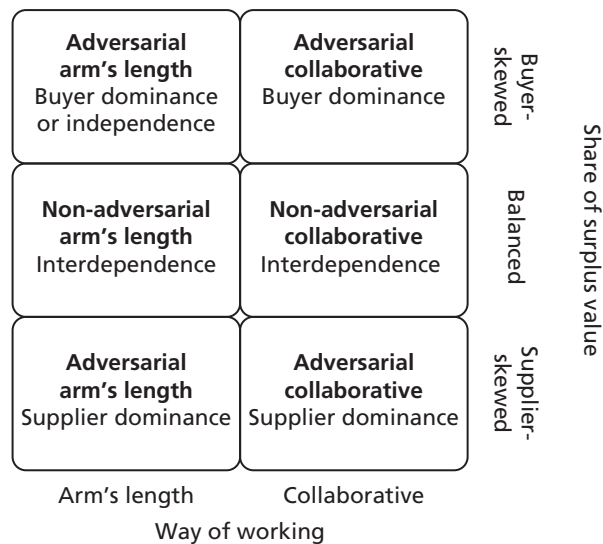 Adversarial
arm's length
Buyer dominance
or independence
Adversarial
collaborative
Buyer dominance
Buyer-
skewed
Non-adversarial
arm's length
Interdependence
Non-adversarial
collaborative
Interdependence
Balanced
Adversarial
arm's length
Supplier dominance
Adversarial
collaborative
Supplier dominance
Supplier-
skewed
Share of surplus value
Arm's length
Collaborative
Way of working